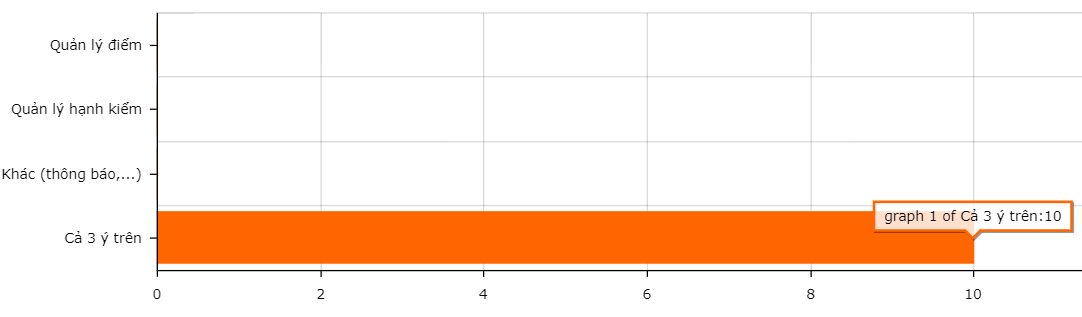 Quản lý điểm
Quản lý hạnh kiểm
Khác (thông báo,...)
graph 1 of Cả 3 ý trên:10
Cả 3 ý trên
0 2 4 6 8 10